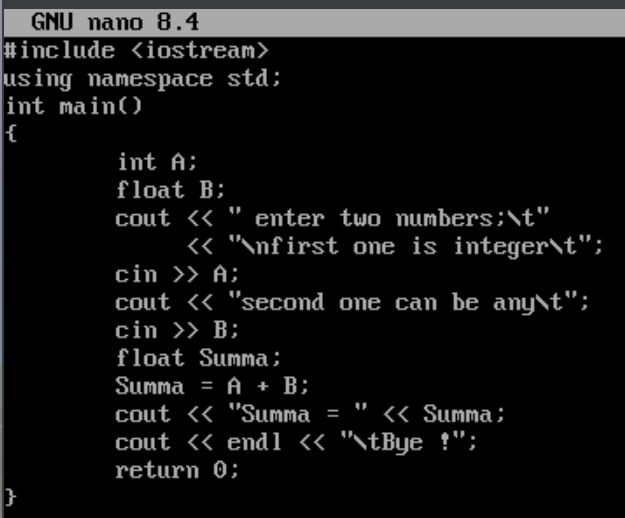 GNU nano 8.4
#include <iostream>
using namespace std;
int main()
{
        int A;
        float B;
        cout << " enter two numbers;\t"
             << "\nfirst one is integer\t";
        cin >> A;
        cout << "second one can be any\t";
        cin >> B;
        float Summa;
        Summa = A + B;
        cout << "Summa = " << Summa;
        cout << endl << "\tBye !";
        return 0;
}